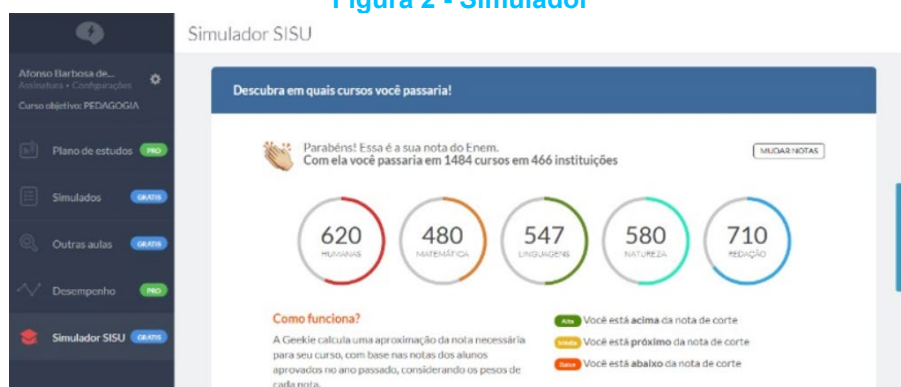 Figura 2 - Simulador
Simulador SISU
Afonso Barbosa de...
Assinatura • Configurações
Curso objetivo: PEDAGOGIA
Plano de estudos PRO
Simulados GRÁTIS
Outras aulas GRÁTIS
Desempenho PRO
Simulador SISU GRÁTIS
Descubra em quais cursos você passaria!
Parabéns! Essa é a sua nota do Enem.
Com ela você passaria em 1484 cursos em 466 instituições
MUDAR NOTAS
620
HUMANAS
480
MATEMÁTICA
547
LINGUAGENS
580
NATUREZA
710
REDAÇÃO
Como funciona?
A Geekie calcula uma aproximação da nota necessária
para seu curso, com base nas notas dos alunos
aprovados no ano passado, considerando os pesos de
cada nota.
Alta Você está acima da nota de corte
Média Você está próximo da nota de corte
Baixa Você está abaixo da nota de corte